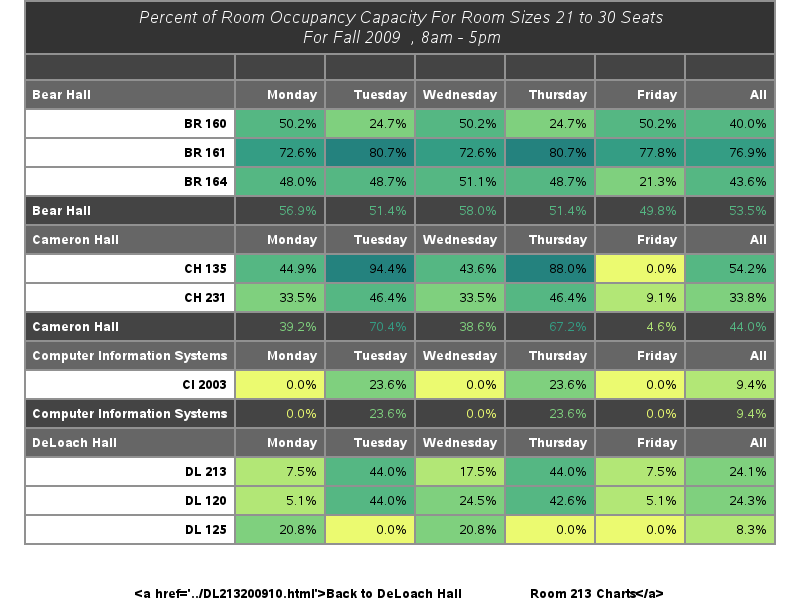 Percent of Room Occupancy Capacity For Room Sizes 21 to 30 Seats
For Fall 2009 , 8am - 5pm
Bear Hall Monday Tuesday Wednesday Thursday Friday All
BR 160 50.2% 24.7% 50.2% 24.7% 50.2% 40.0%
BR 161 72.6% 80.7% 72.6% 80.7% 77.8% 76.9%
BR 164 48.0% 48.7% 51.1% 48.7% 21.3% 43.6%
Bear Hall 56.9% 51.4% 58.0% 51.4% 49.8% 53.5%
Cameron Hall Monday Tuesday Wednesday Thursday Friday All
CH 135 44.9% 94.4% 43.6% 88.0% 0.0% 54.2%
CH 231 33.5% 46.4% 33.5% 46.4% 9.1% 33.8%
Cameron Hall 39.2% 70.4% 38.6% 67.2% 4.6% 44.0%
Computer Information Systems Monday Tuesday Wednesday Thursday Friday All
CI 2003 0.0% 23.6% 0.0% 23.6% 0.0% 9.4%
Computer Information Systems 0.0% 23.6% 0.0% 23.6% 0.0% 9.4%
DeLoach Hall Monday Tuesday Wednesday Thursday Friday All
DL 213 7.5% 44.0% 17.5% 44.0% 7.5% 24.1%
DL 120 5.1% 44.0% 24.5% 42.6% 5.1% 24.3%
DL 125 20.8% 0.0% 20.8% 0.0% 0.0% 8.3%
<a href='../DL213200910.html'>Back to DeLoach Hall Room 213 Charts</a>